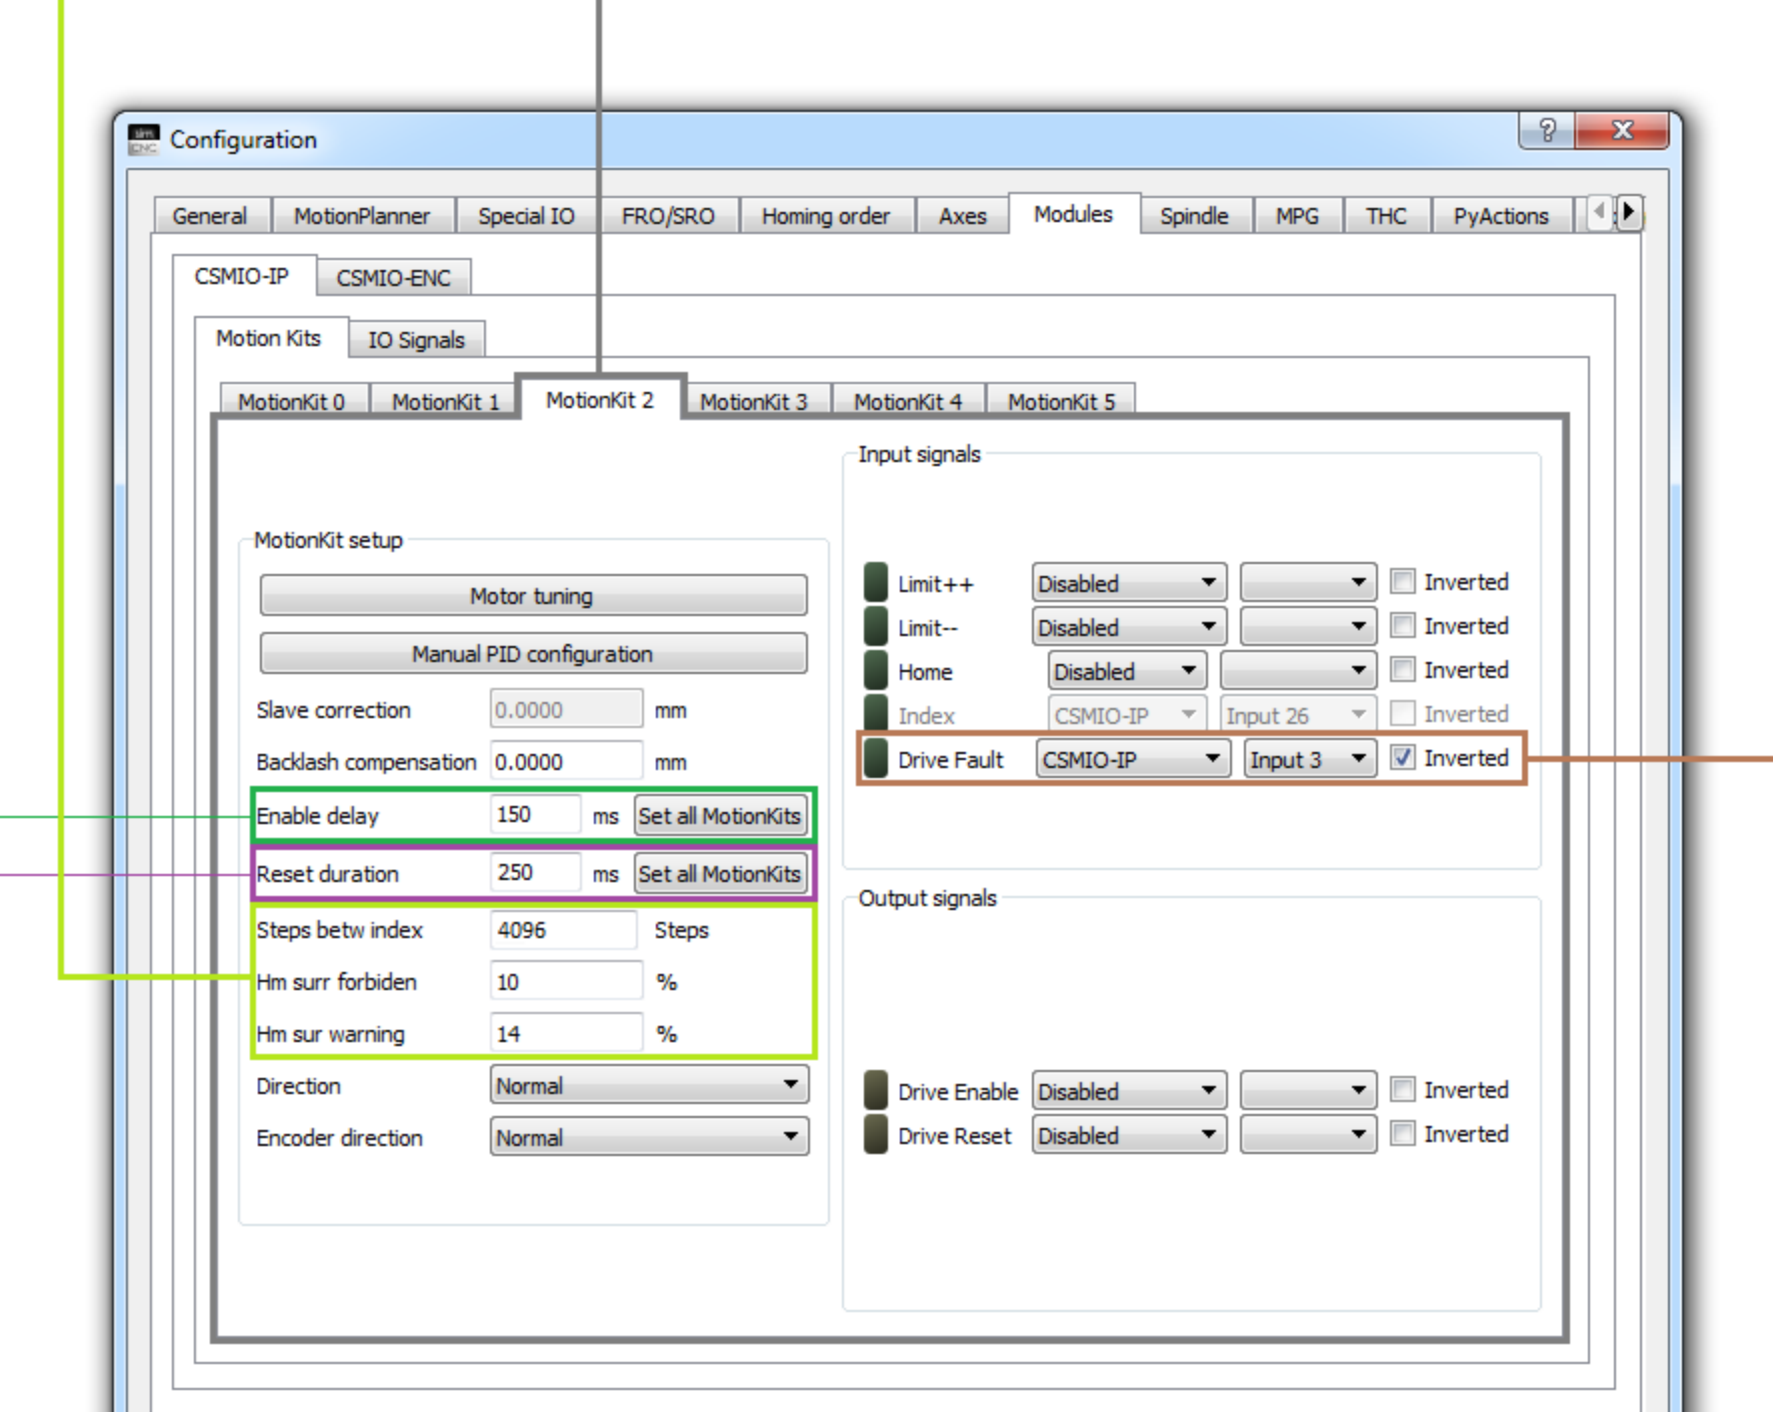 sim
CNC
Configuration
?
X
General MotionPlanner Special IO FRO/SRO Homing order Axes Modules Spindle MPG THC PyActions
CSMIO-IP CSMIO-ENC
Motion Kits IO Signals
MotionKit 0 MotionKit 1 MotionKit 2 MotionKit 3 MotionKit 4 MotionKit 5
MotionKit setup
Motor tuning
Manual PID configuration
Slave correction 0.0000 mm
Backlash compensation 0.0000 mm
Enable delay 150 ms Set all MotionKits
Reset duration 250 ms Set all MotionKits
Steps betw index 4096 Steps
Hm surr forbiden 10 %
Hm sur warning 14 %
Direction Normal
Encoder direction Normal
Input signals
Limit++ Disabled Inverted
Limit-- Disabled Inverted
Home Disabled Inverted
Index CSMIO-IP Input 26 Inverted
Drive Fault CSMIO-IP Input 3 Inverted
Output signals
Drive Enable Disabled Inverted
Drive Reset Disabled Inverted